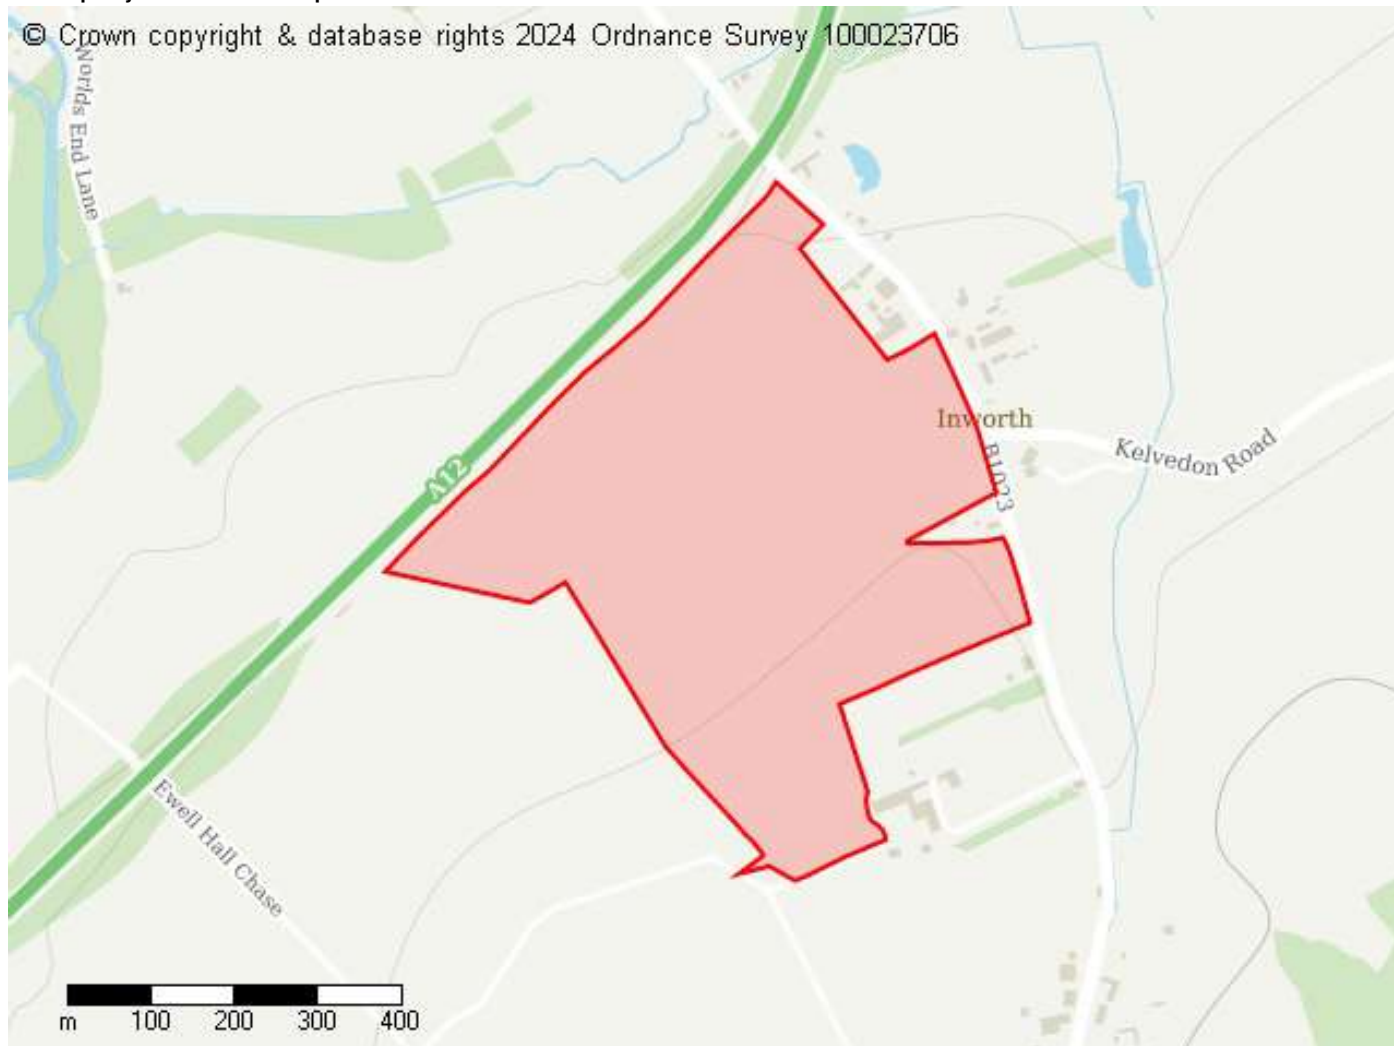 © Crown copyright & database rights 2024 Ordnance Survey 100023706
Worlds End Lane
Inworth
Kelvedon Road
B1023
A12
Ewell Hall Chase
m 100 200 300 400